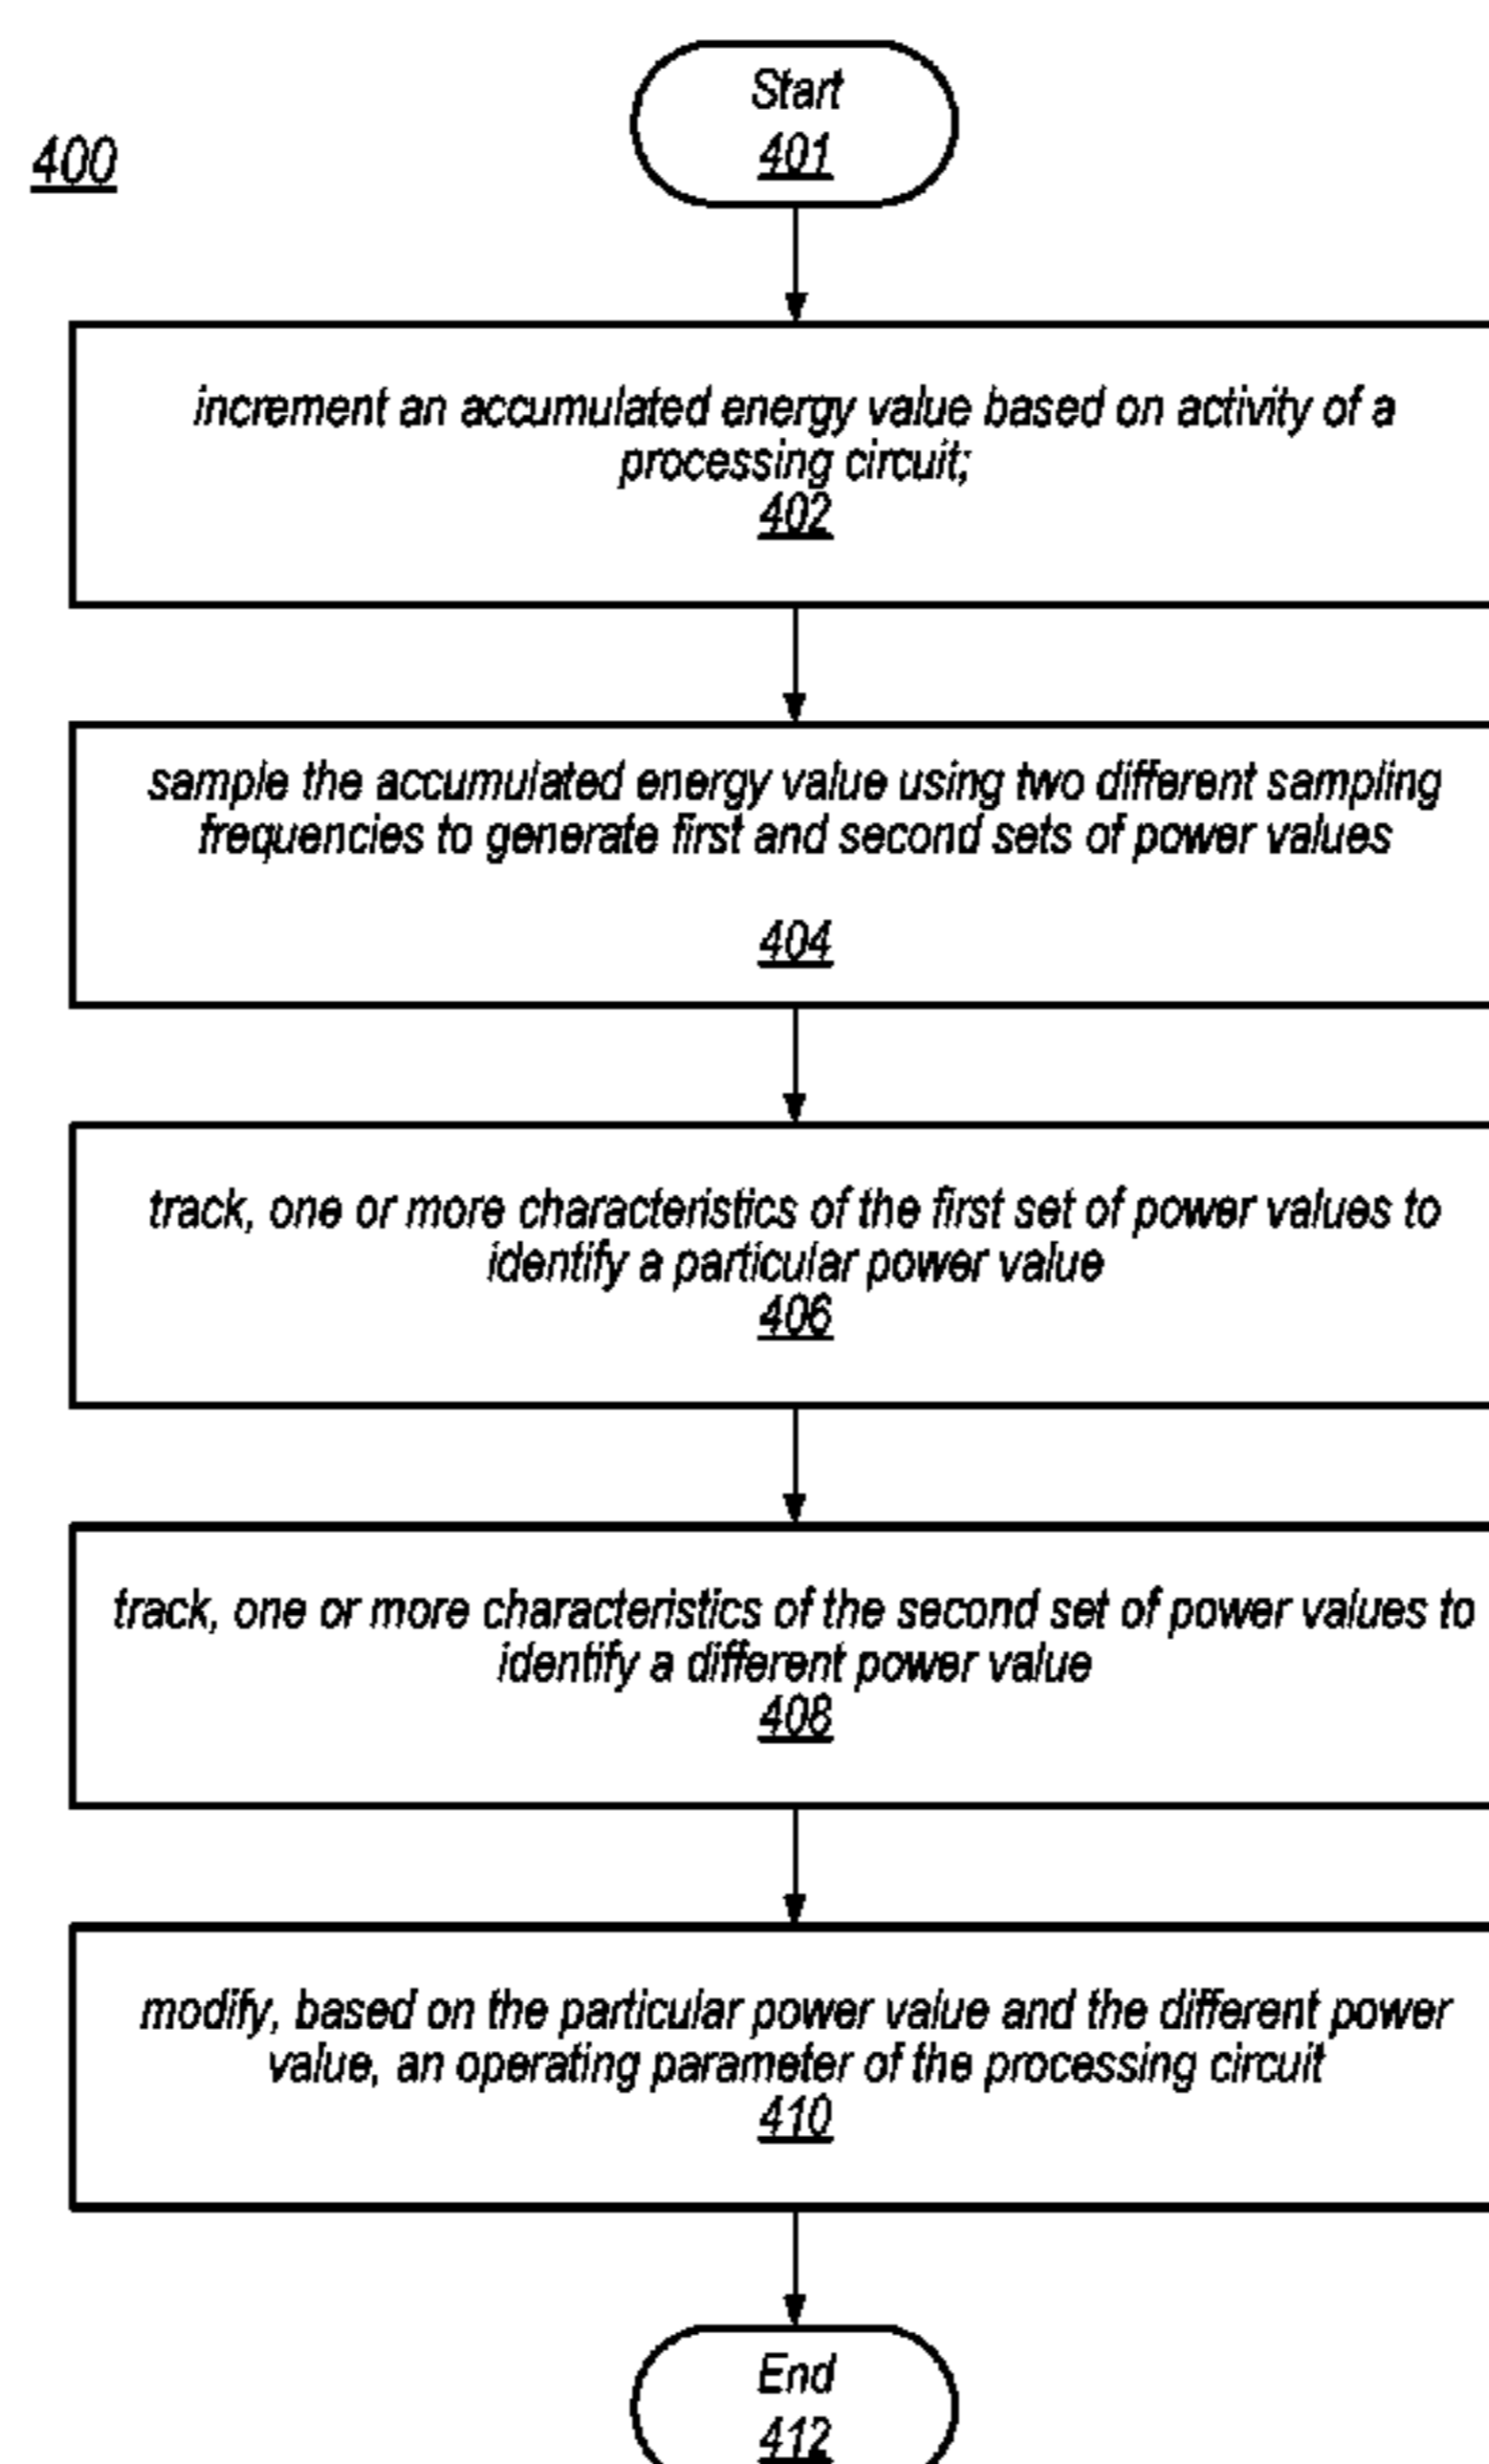 400
Start
401
increment an accumulated energy value based on activity of a
processing circuit;
402
sample the accumulated energy value using two different sampling
frequencies to generate first and second sets of power values
404
track, one or more characteristics of the first set of power values to
identify a particular power value
406
track, one or more characteristics of the second set of power values to
identify a different power value
408
modify, based on the particular power value and the different power
value, an operating parameter of the processing circuit
410
End
412